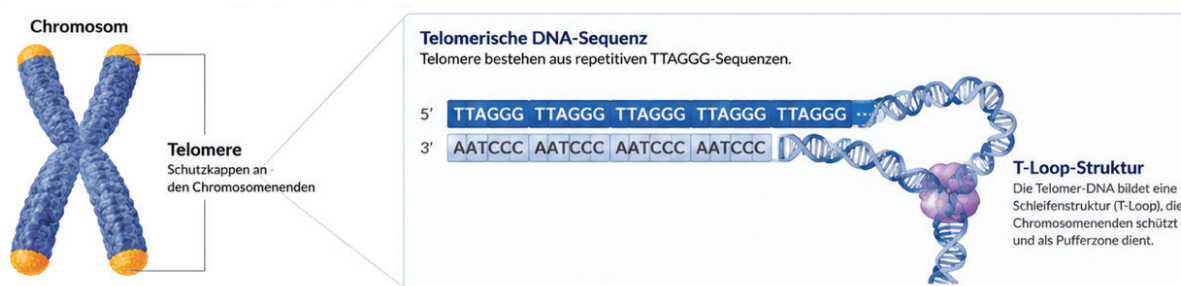 Chromosom
Telomere
Schutzkappen an
den Chromosomenenden
Telomerische DNA-Sequenz
Telomere bestehen aus repetitiven TTAGGG-Sequenzen.
5' TTAGGG TTAGGG TTAGGG TTAGGG TTAGGG ...
3' AATCCC AATCCC AATCCC AATCCC
T-Loop-Struktur
Die Telomer-DNA bildet eine
Schleifenstruktur (T-Loop), die
Chromosomenenden schützt
und als Pufferzone dient.